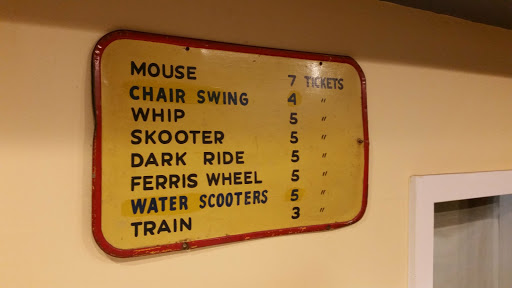 MOUSE 7 TICKETS
CHAIR SWING 4 "
WHIP 5 "
SKOOTER 5 "
DARK RIDE 5 "
FERRIS WHEEL 5 "
WATER SCOOTERS 5 "
TRAIN 3 "